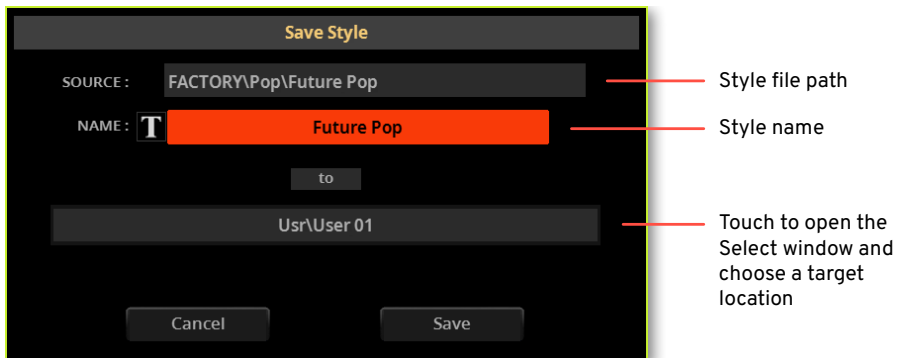 Save Style
SOURCE :
FACTORY\Pop\Future Pop
Style file path
NAME :
T
Future Pop
Style name
to
Usr\User 01
Touch to open the
Select window and
choose a target
location
Cancel
Save